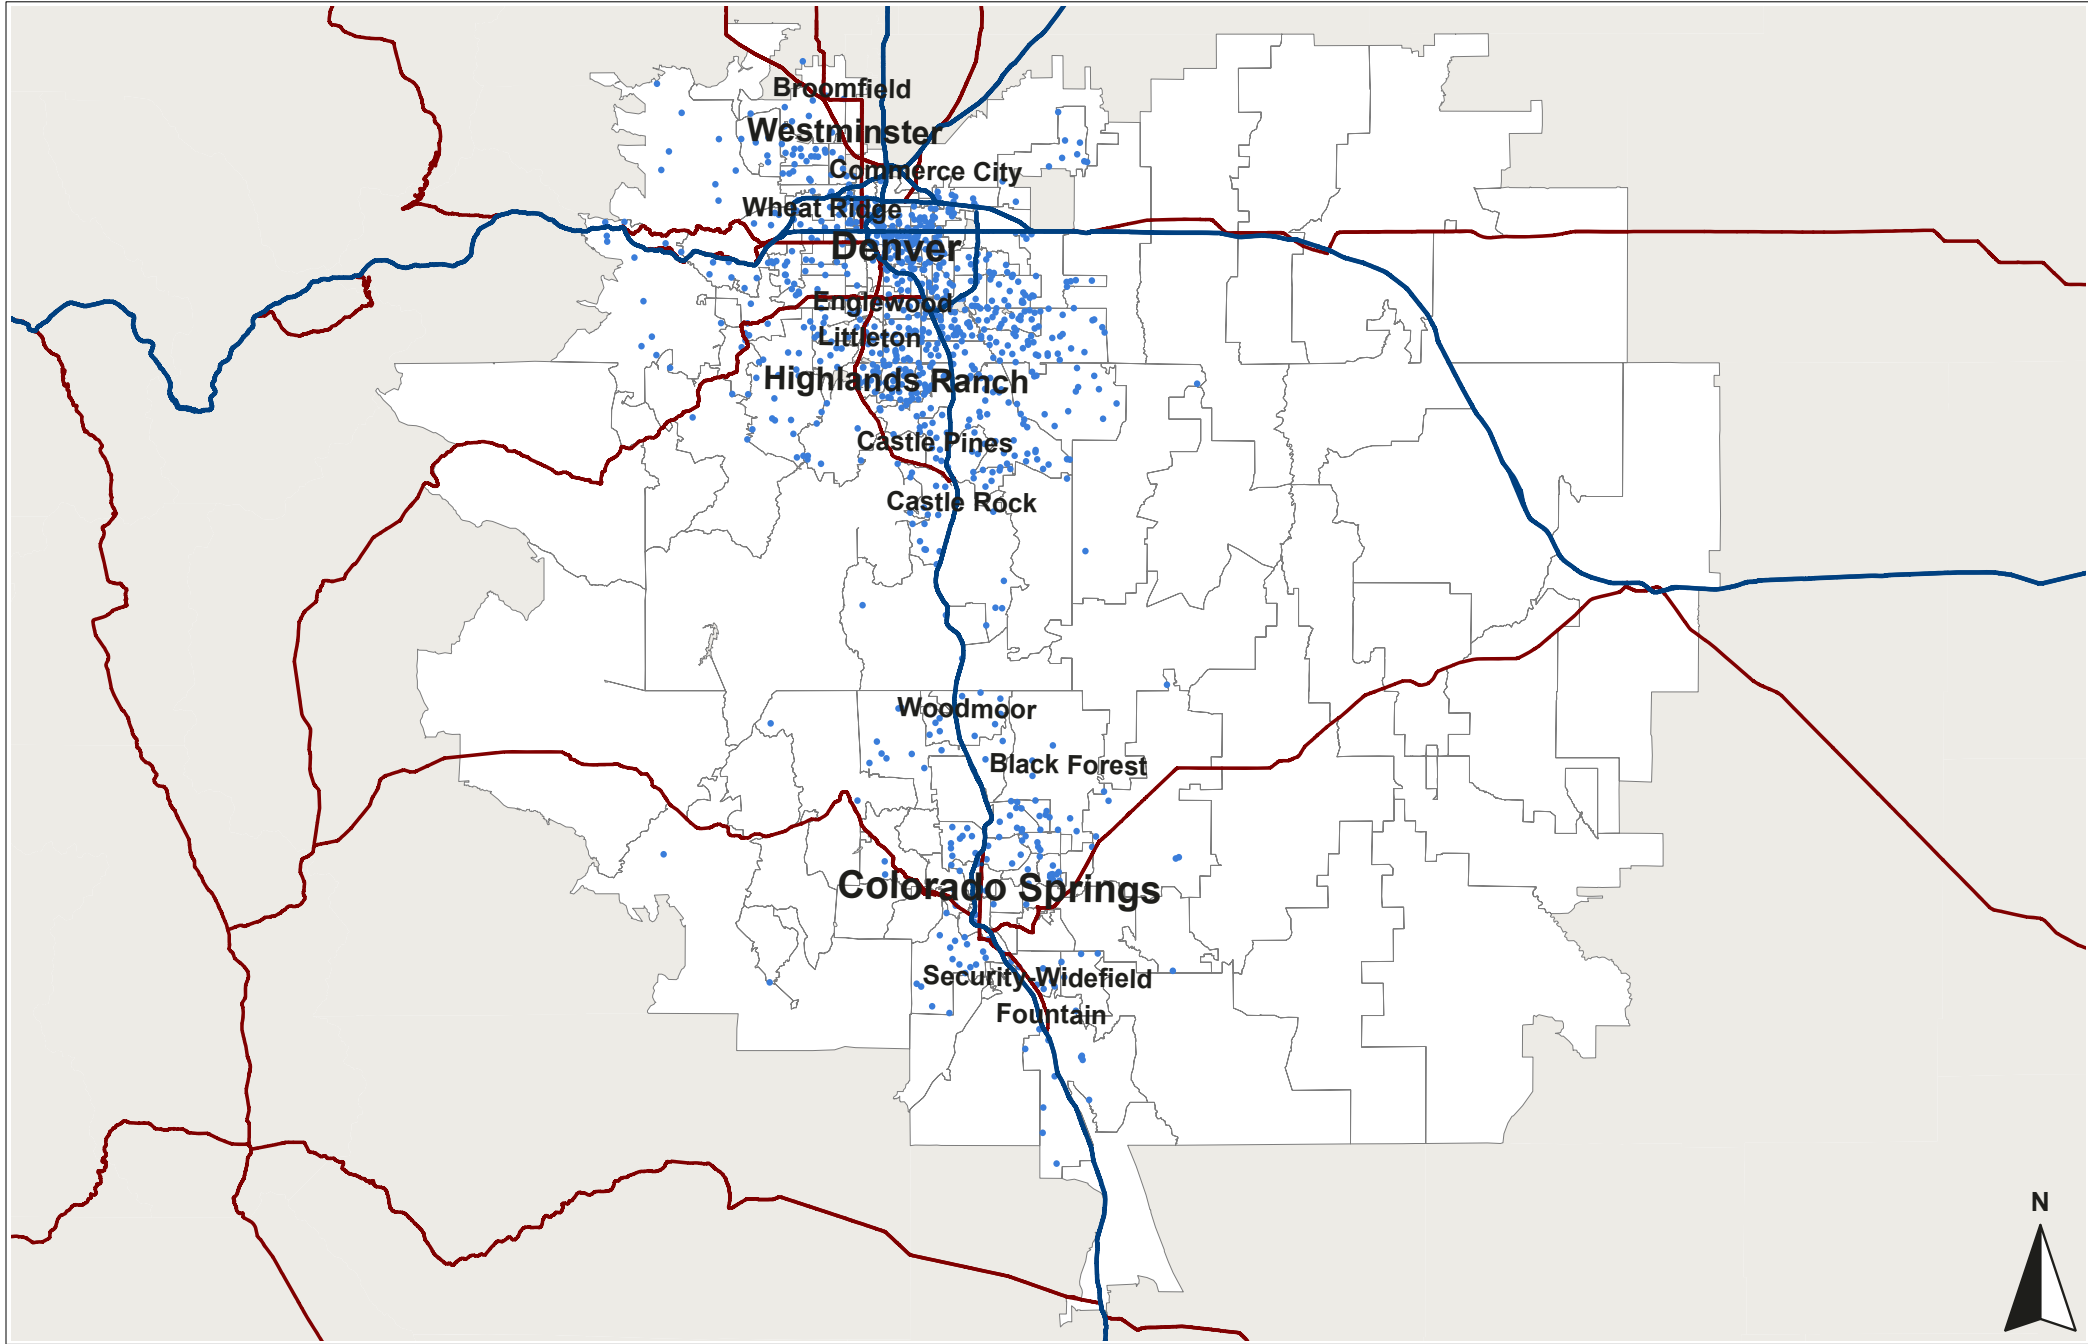 Broomfield
Westminster
Commerce City
Wheat Ridge
Denver
Englewood
Littleton
Highlands Ranch
Castle Pines
Castle Rock
Woodmoor
Black Forest
Colorado Springs
Security-Widefield
Fountain
N